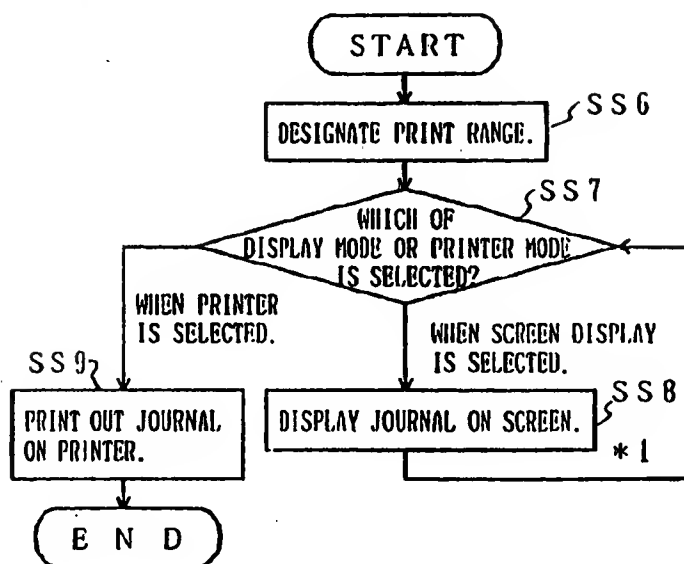 START
SS6
DESIGNATE PRINT RANGE.
SS7
WHICH OF
DISPLAY MODE OR PRINTER MODE
IS SELECTED?
WHEN PRINTER
IS SELECTED.
WHEN SCREEN DISPLAY
IS SELECTED.
SS9
SS8
PRINT OUT JOURNAL
ON PRINTER.
DISPLAY JOURNAL ON SCREEN.
*1
END